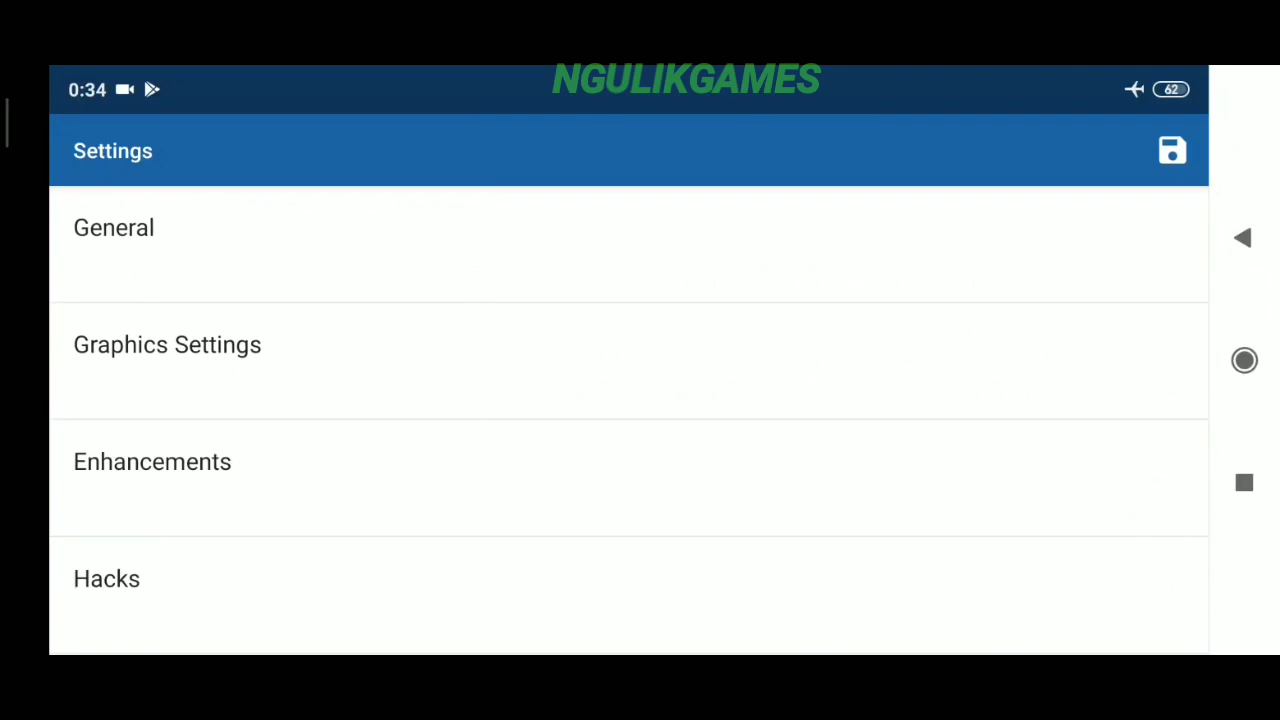 NGULIKGAMES
0:34 62
Settings
General
Graphics Settings
Enhancements
Hacks